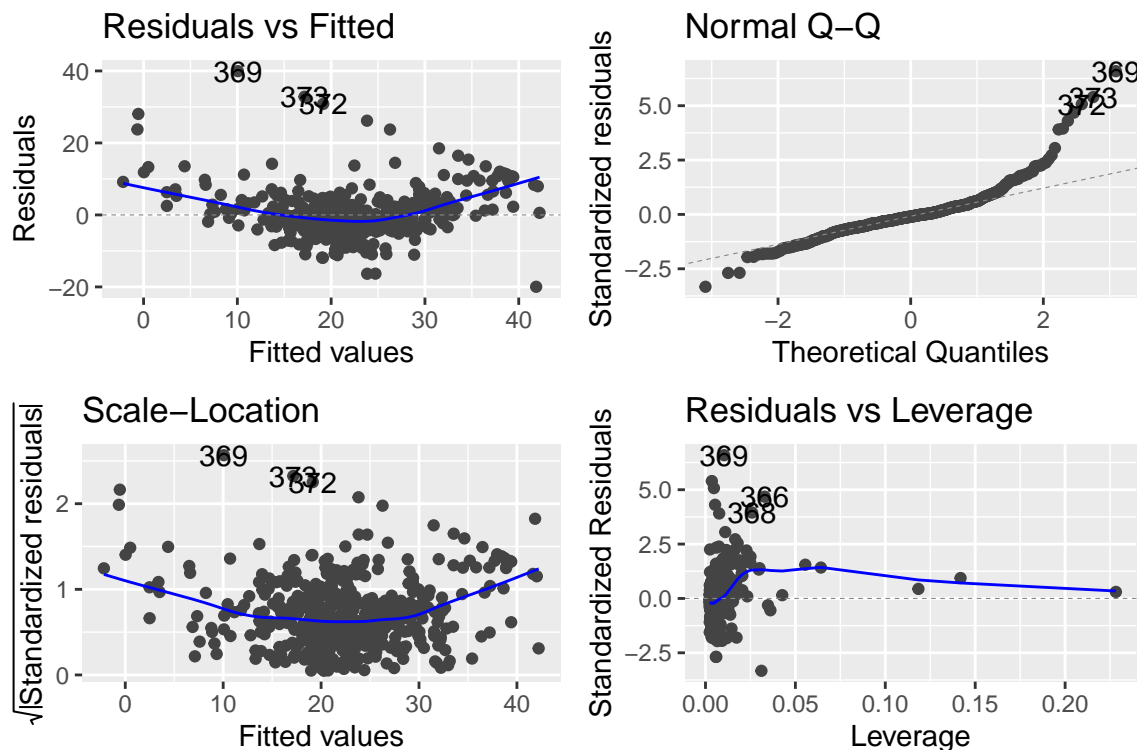 Residuals vs Fitted
369
373
372
40
20
0
−20
Residuals
0 10 20 30 40
Fitted values
Normal Q−Q
369
373
372
5.0
2.5
0.0
−2.5
Standardized residuals
−2 0 2
Theoretical Quantiles
Scale−Location
369
373
372
2
1
0
√|Standardized residuals|
0 10 20 30 40
Fitted values
Residuals vs Leverage
369
366
368
5.0
2.5
0.0
−2.5
Standardized Residuals
0.00 0.05 0.10 0.15 0.20
Leverage